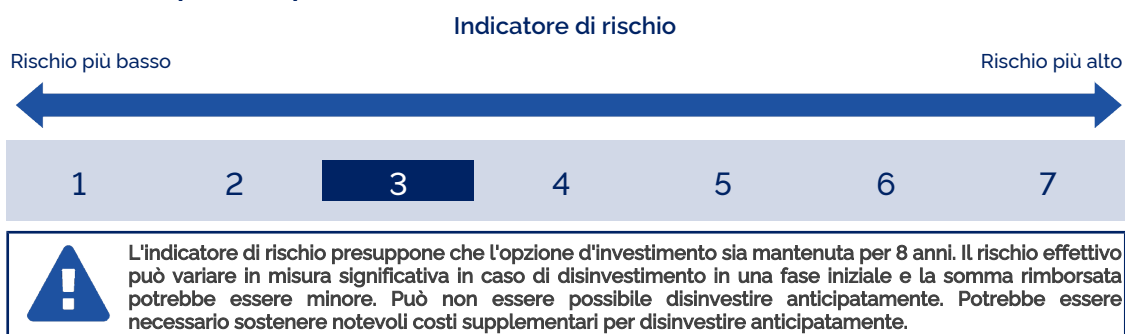 Indicatore di rischio
Rischio più basso Rischio più alto
1 2 3 4 5 6 7
L'indicatore di rischio presuppone che l'opzione d'investimento sia mantenuta per 8 anni. Il rischio effettivo
può variare in misura significativa in caso di disinvestimento in una fase iniziale e la somma rimborsata
potrebbe essere minore. Può non essere possibile disinvestire anticipatamente. Potrebbe essere
necessario sostenere notevoli costi supplementari per disinvestire anticipatamente.